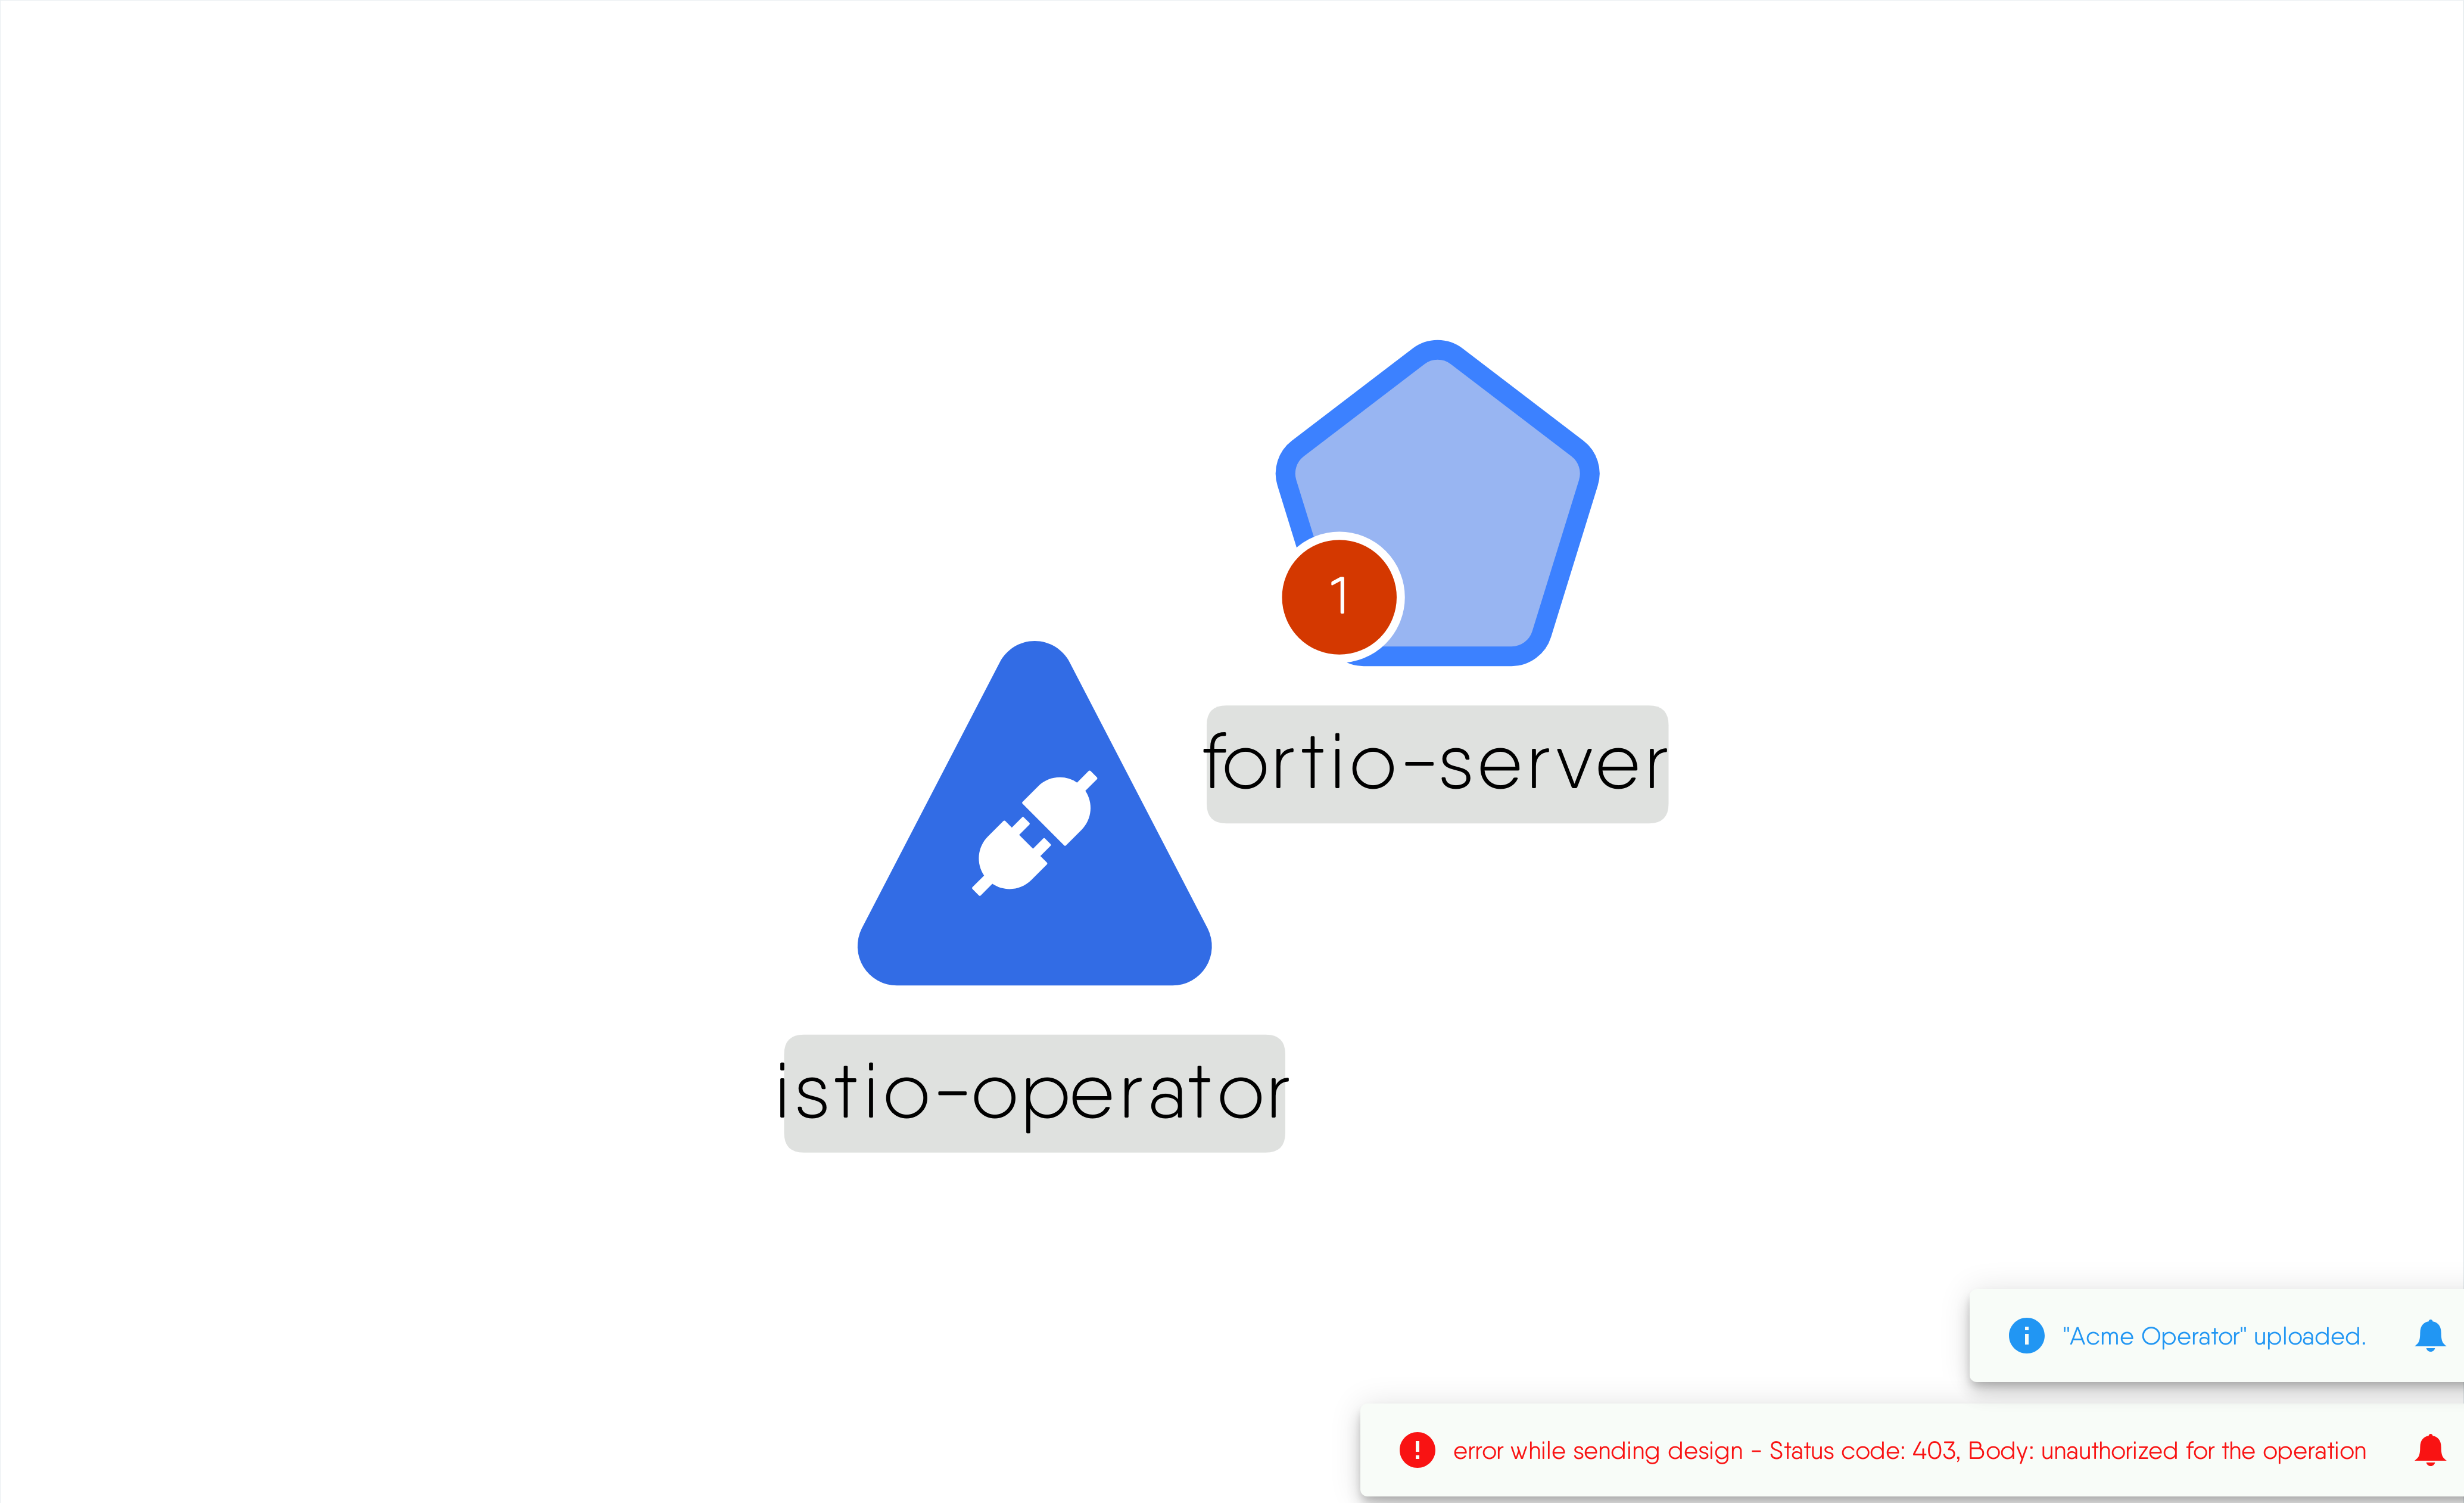 1
fortio-server
istio-operator
"Acme Operator" uploaded.
error while sending design - Status code: 403, Body: unauthorized for the operation